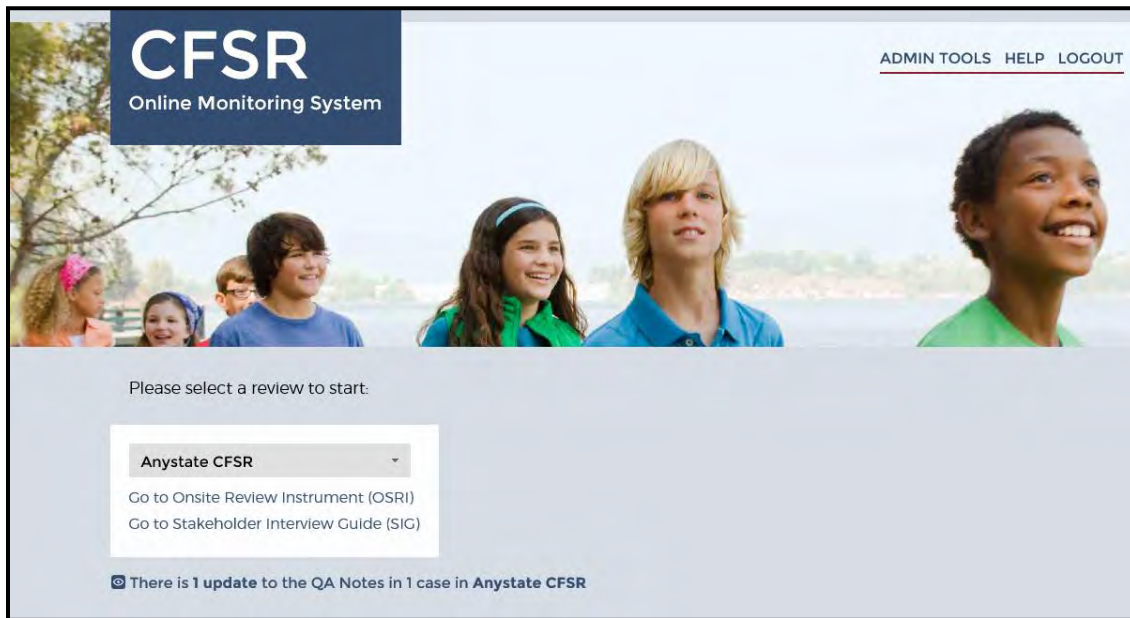 CFSR
Online Monitoring System
ADMIN TOOLS HELP LOGOUT
Please select a review to start:
Anystate CFSR
Go to Onsite Review Instrument (OSRI)
Go to Stakeholder Interview Guide (SIG)
There is 1 update to the QA Notes in 1 case in Anystate CFSR